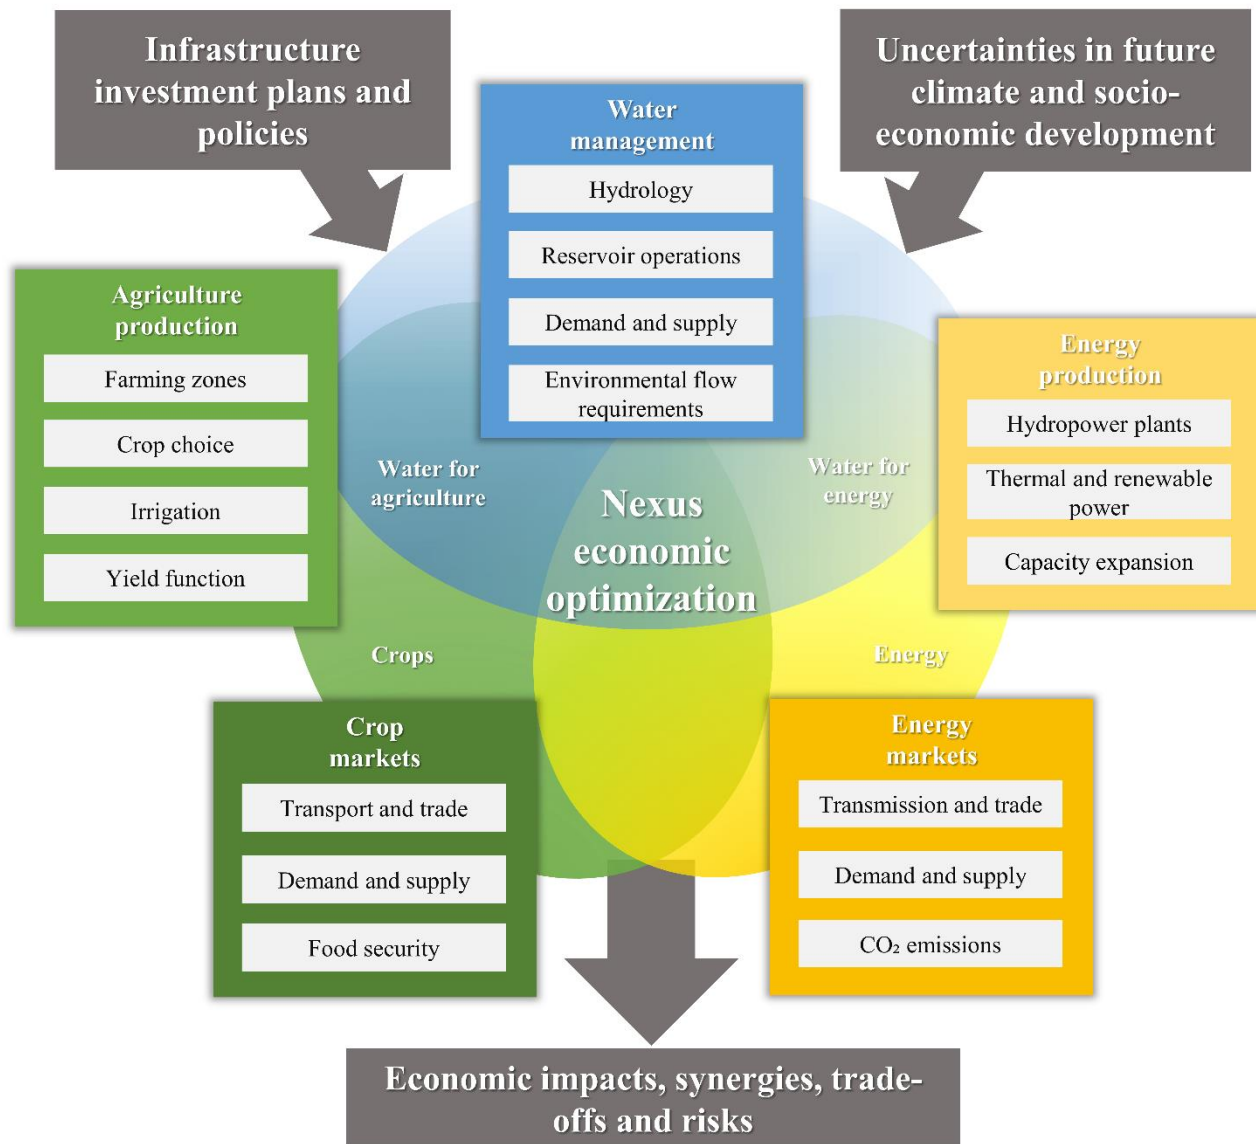 Infrastructure
investment plans and
policies
Uncertainties in future
climate and socio-
economic development
Water
management
Hydrology
Reservoir operations
Demand and supply
Environmental flow
requirements
Agriculture
production
Farming zones
Crop choice
Irrigation
Yield function
Energy
production
Hydropower plants
Thermal and renewable
power
Capacity expansion
Water for
agriculture
Water for
energy
Nexus
economic
optimization
Crops
Energy
Crop
markets
Transport and trade
Demand and supply
Food security
Energy
markets
Transmission and trade
Demand and supply
CO₂ emissions
Economic impacts, synergies, trade-
offs and risks